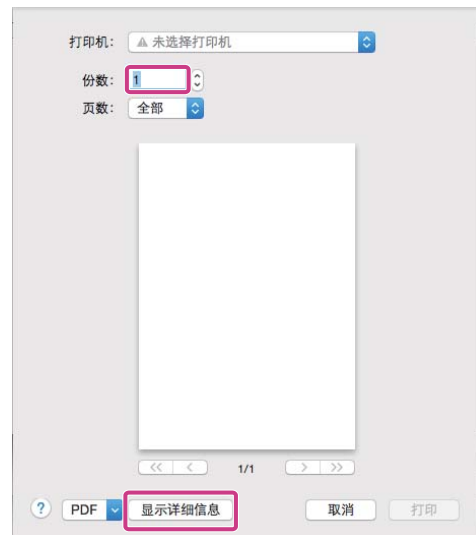 打印机: ⚠ 未选择打印机
份数: 1
页数: 全部
<< < 1/1 > >>
? PDF 显示详细信息 取消 打印